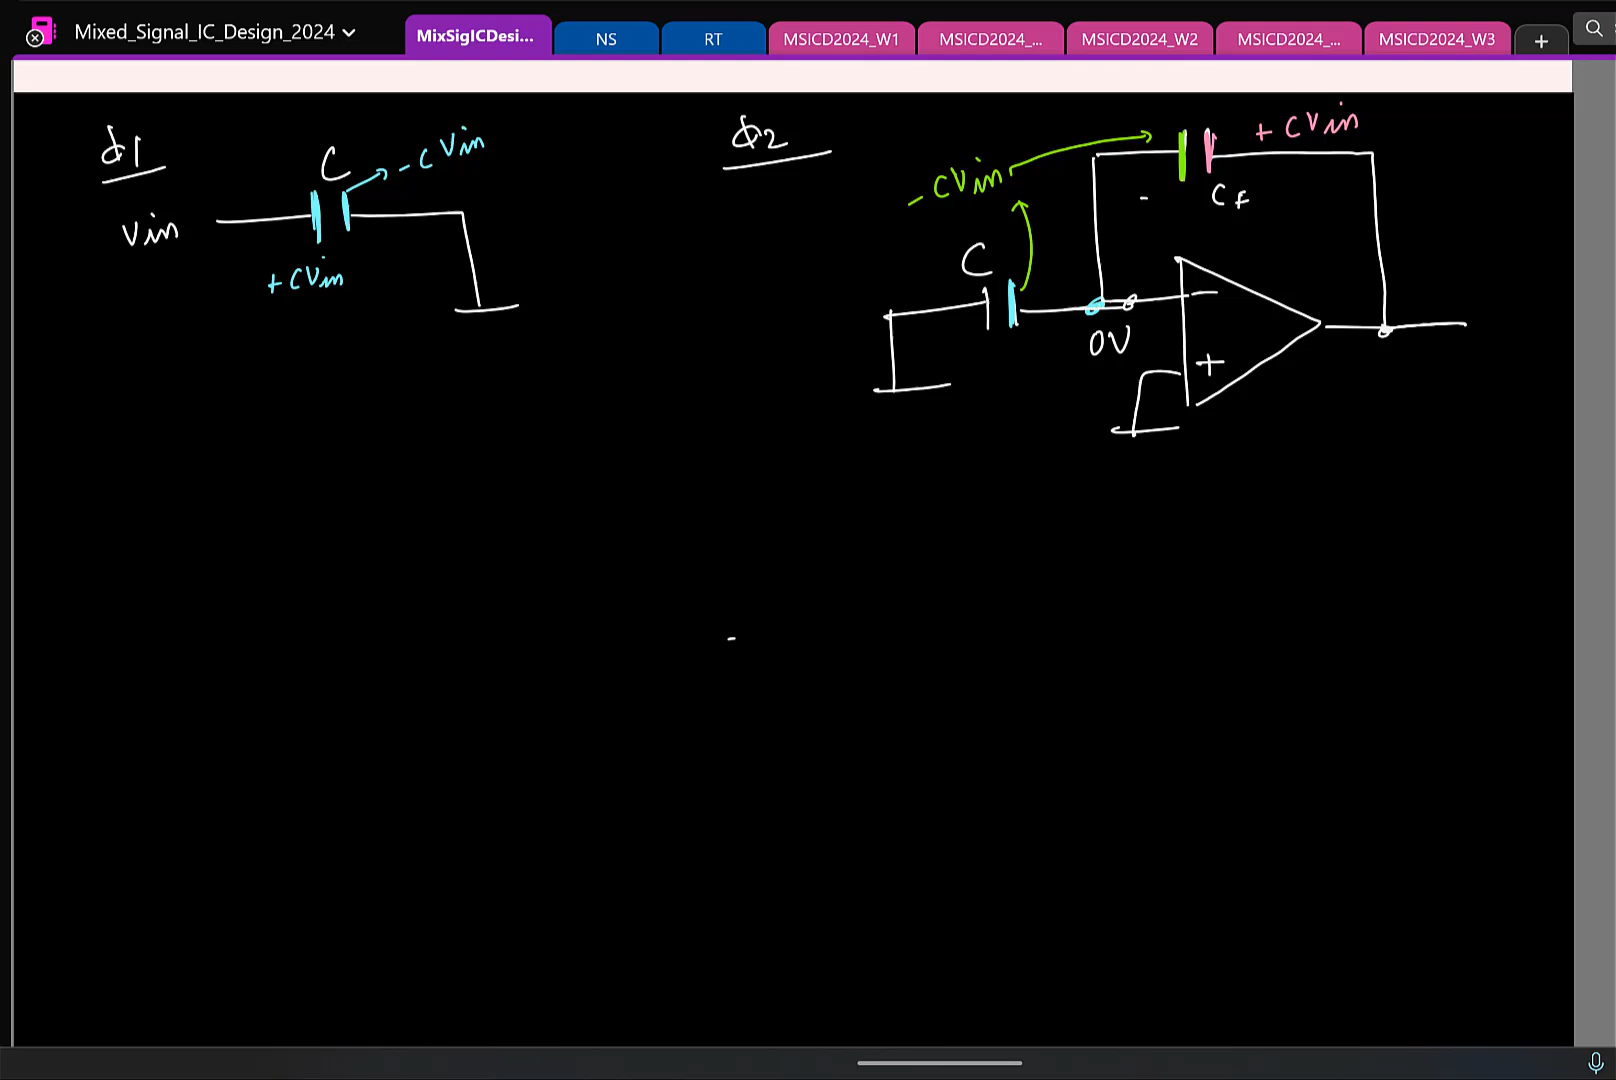 Mixed_Signal_IC_Design_2024
MixSigICDesi...
NS
RT
MSICD2024_W1
MSICD2024_...
MSICD2024_W2
MSICD2024_...
MSICD2024_W3
+
ϕ1
C
- CVin
Vin
+CVin
ϕ2
+ CVin
- CVin
-
CF
C
-
0V
+
-